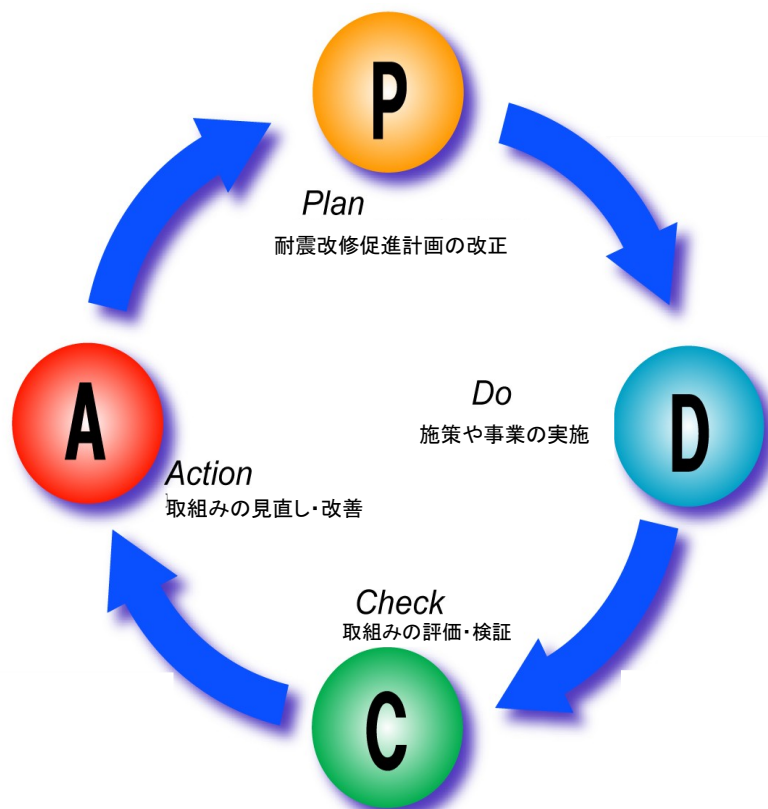 P
Plan
耐震改修促進計画の改正
D
Do
施策や事業の実施
C
Check
取組みの評価・検証
A
Action
取組みの見直し・改善